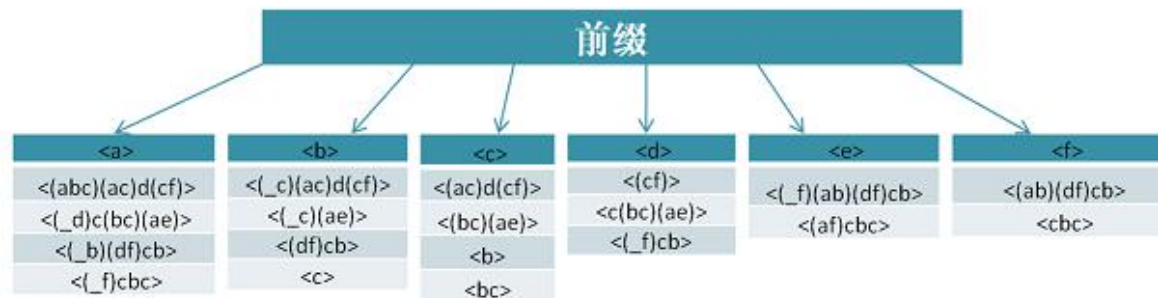 前缀
<a> <b> <c> <d> <e> <f>
<(abc)(ac)d(cf)> <(_c)(ac)d(cf)> <(ac)d(cf)> <(cf)> <(_f)(ab)(df)cb> <(ab)(df)cb>
<(_d)c(bc)(ae)> <(_c)(ae)> <(bc)(ae)> <c(bc)(ae)> <(af)cbc> <cbc>
<(_b)(df)cb> <(df)cb> <b> <(_f)cb>
<(_f)cbc> <c> <bc>